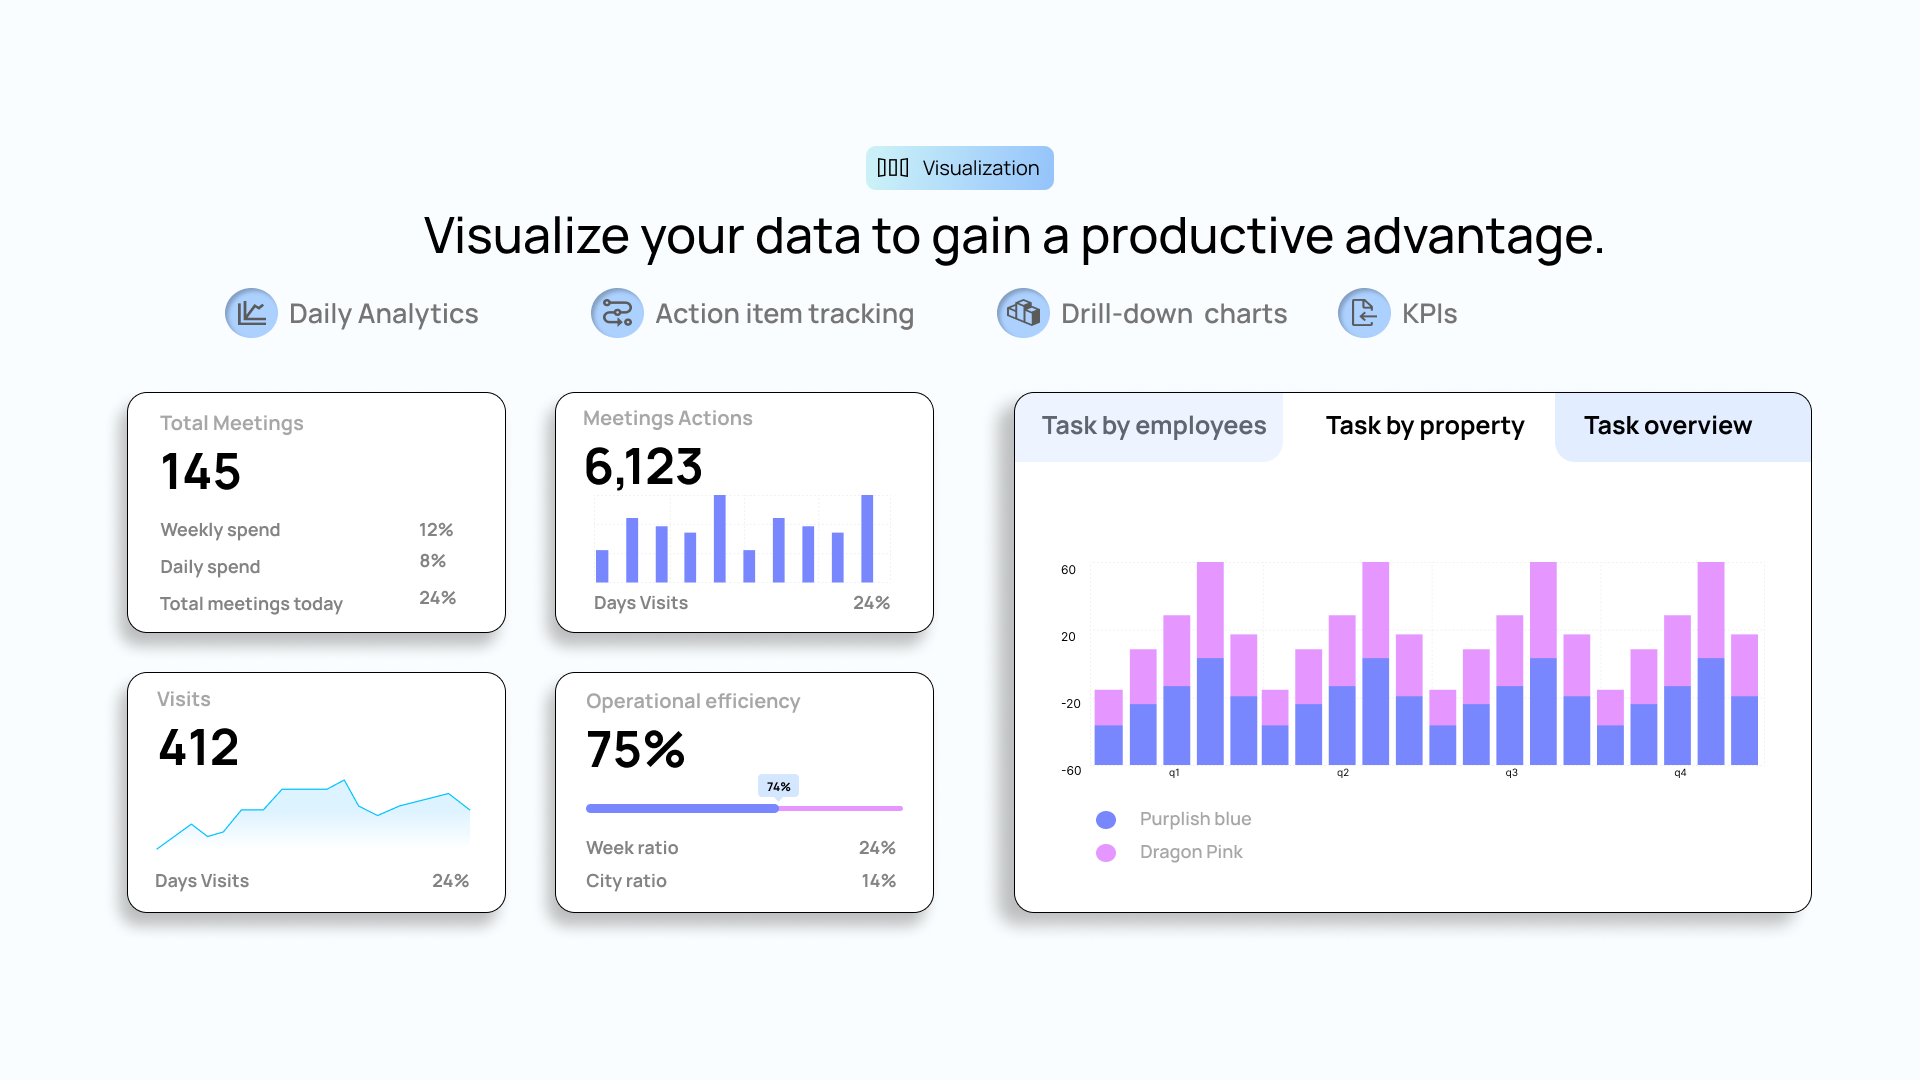 Visualization
Visualize your data to gain a productive advantage.
Daily Analytics
Action item tracking
Drill-down charts
KPIs
Total Meetings
145
Weekly spend 12%
Daily spend 8%
Total meetings today 24%
Meetings Actions
6,123
Days Visits 24%
Visits
412
Days Visits 24%
Operational efficiency
75%
74%
Week ratio 24%
City ratio 14%
Task by employees
Task by property
Task overview
60
20
-20
-60
q1 q2 q3 q4
Purplish blue
Dragon Pink